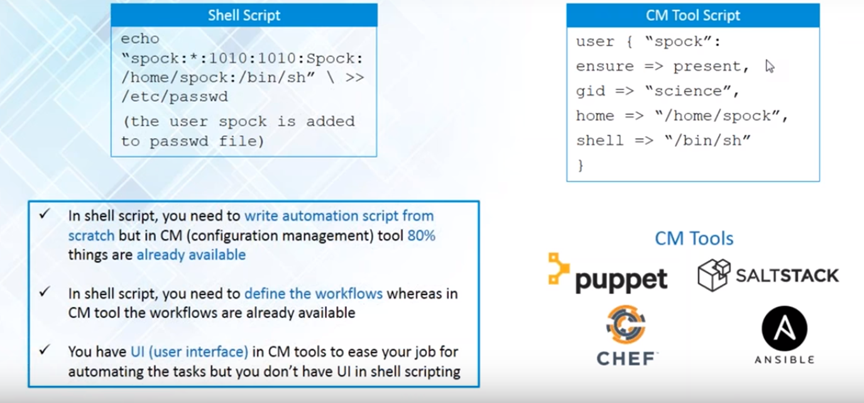 Shell Script
echo
“spock:*:1010:1010:Spock:
/home/spock:/bin/sh” \ >>
/etc/passwd
(the user spock is added
to passwd file)
CM Tool Script
user { “spock”:
ensure => present,
gid => “science”,
home => “/home/spock”,
shell => “/bin/sh”
}
✓ In shell script, you need to write automation script from
scratch but in CM (configuration management) tool 80%
things are already available
✓ In shell script, you need to define the workflows whereas in
CM tool the workflows are already available
✓ You have UI (user interface) in CM tools to ease your job for
automating the tasks but you don’t have UI in shell scripting
CM Tools
puppet
SALTSTACK
CHEF
ANSIBLE